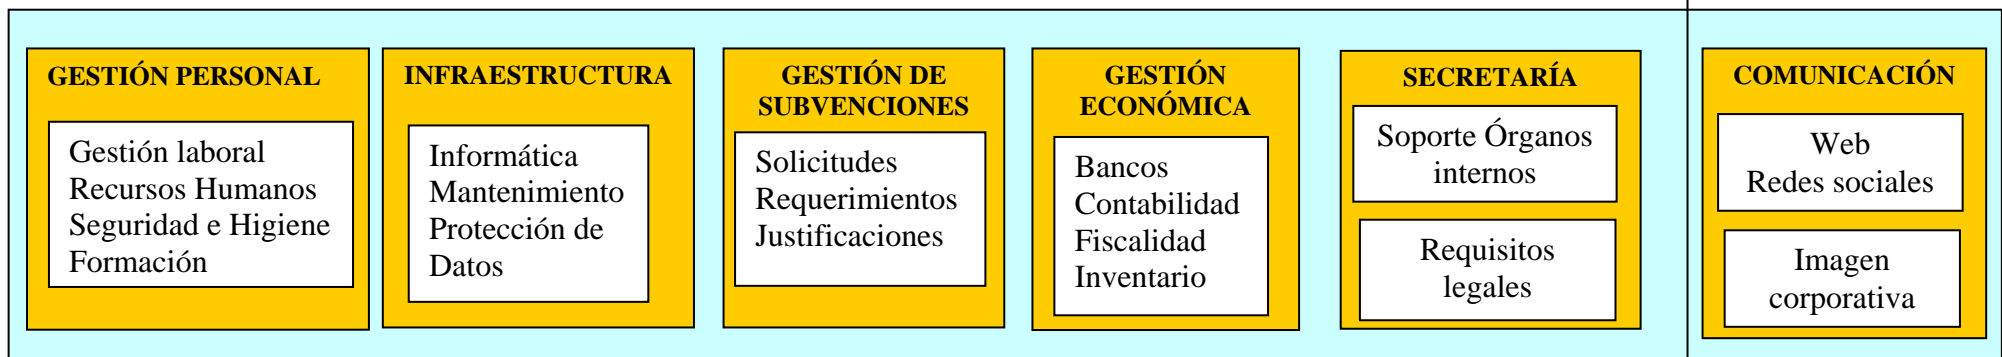 GESTIÓN PERSONAL
Gestión laboral
Recursos Humanos
Seguridad e Higiene
Formación
INFRAESTRUCTURA
Informática
Mantenimiento
Protección de
Datos
GESTIÓN DE
SUBVENCIONES
Solicitudes
Requerimientos
Justificaciones
GESTIÓN
ECONÓMICA
Bancos
Contabilidad
Fiscalidad
Inventario
SECRETARÍA
Soporte Órganos
internos
Requisitos
legales
COMUNICACIÓN
Web
Redes sociales
Imagen
corporativa